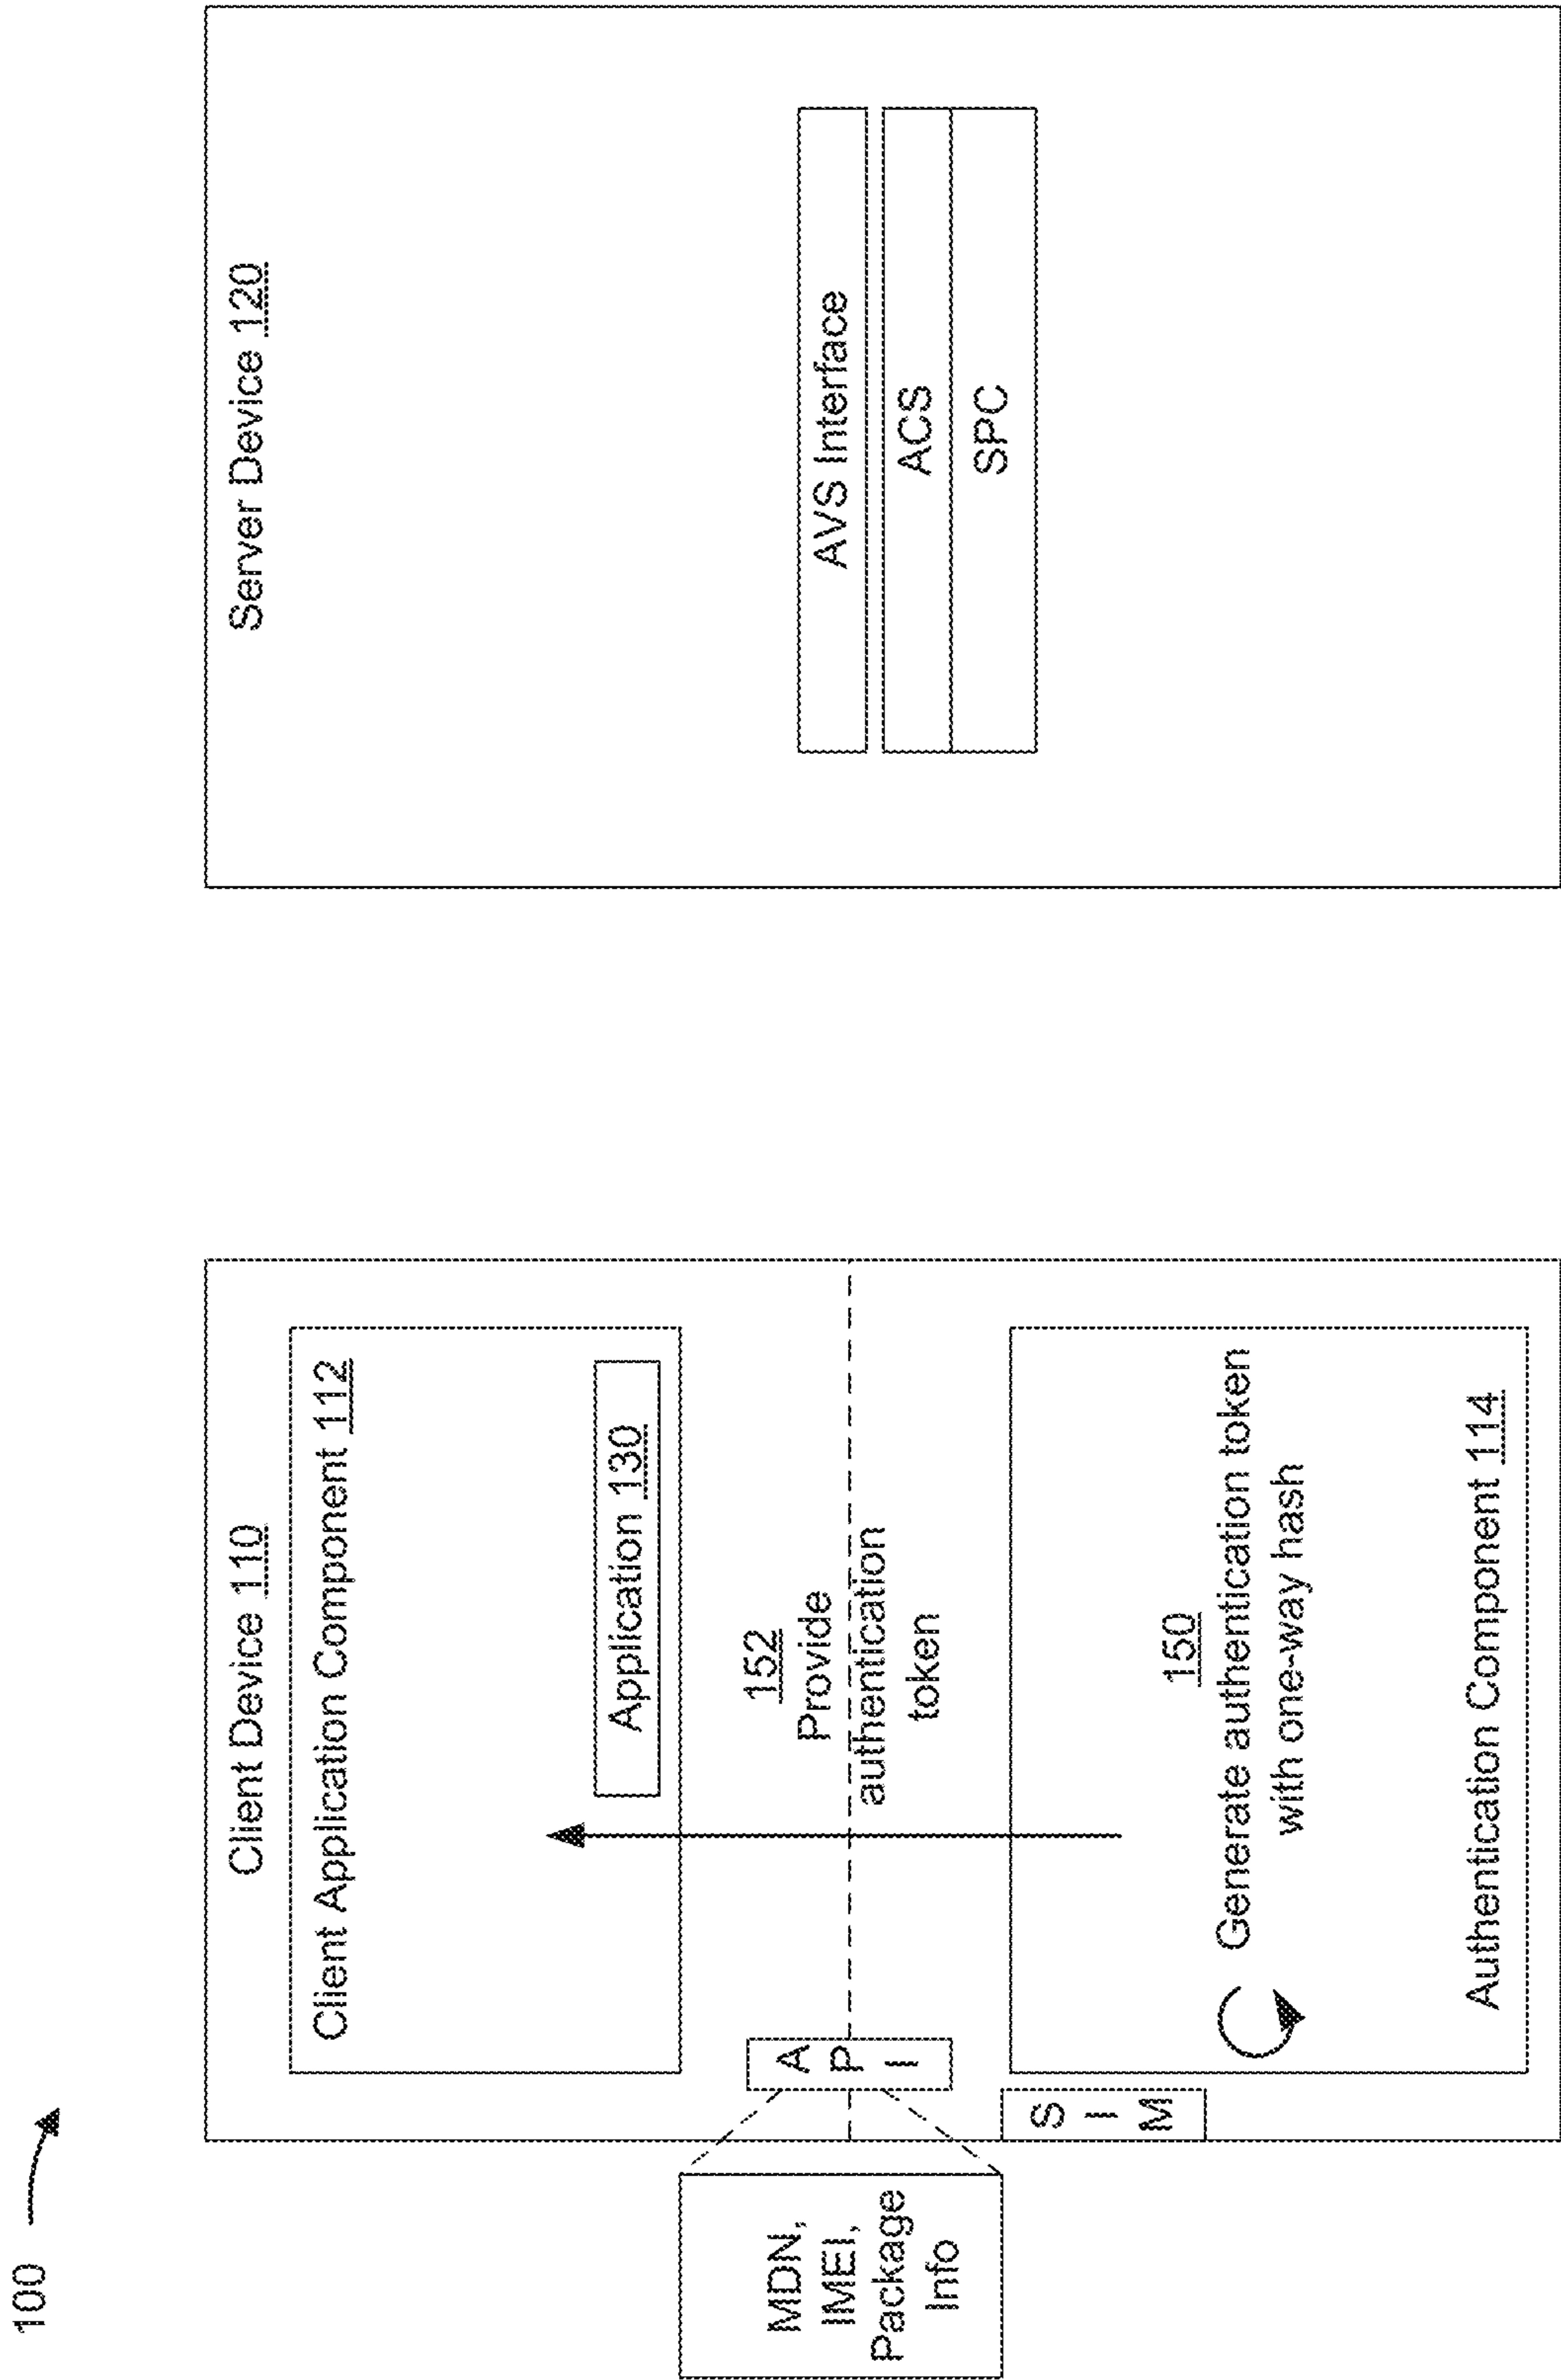 100
Client Device 110
Client Application Component 112
Application 130
152
Provide
authentication
token
A
P
I
MDN,
IMEI,
Package
Info
S
I
M
150
Generate authentication token
with one-way hash
Authentication Component 114
Server Device 120
AVS Interface
ACS
SPC